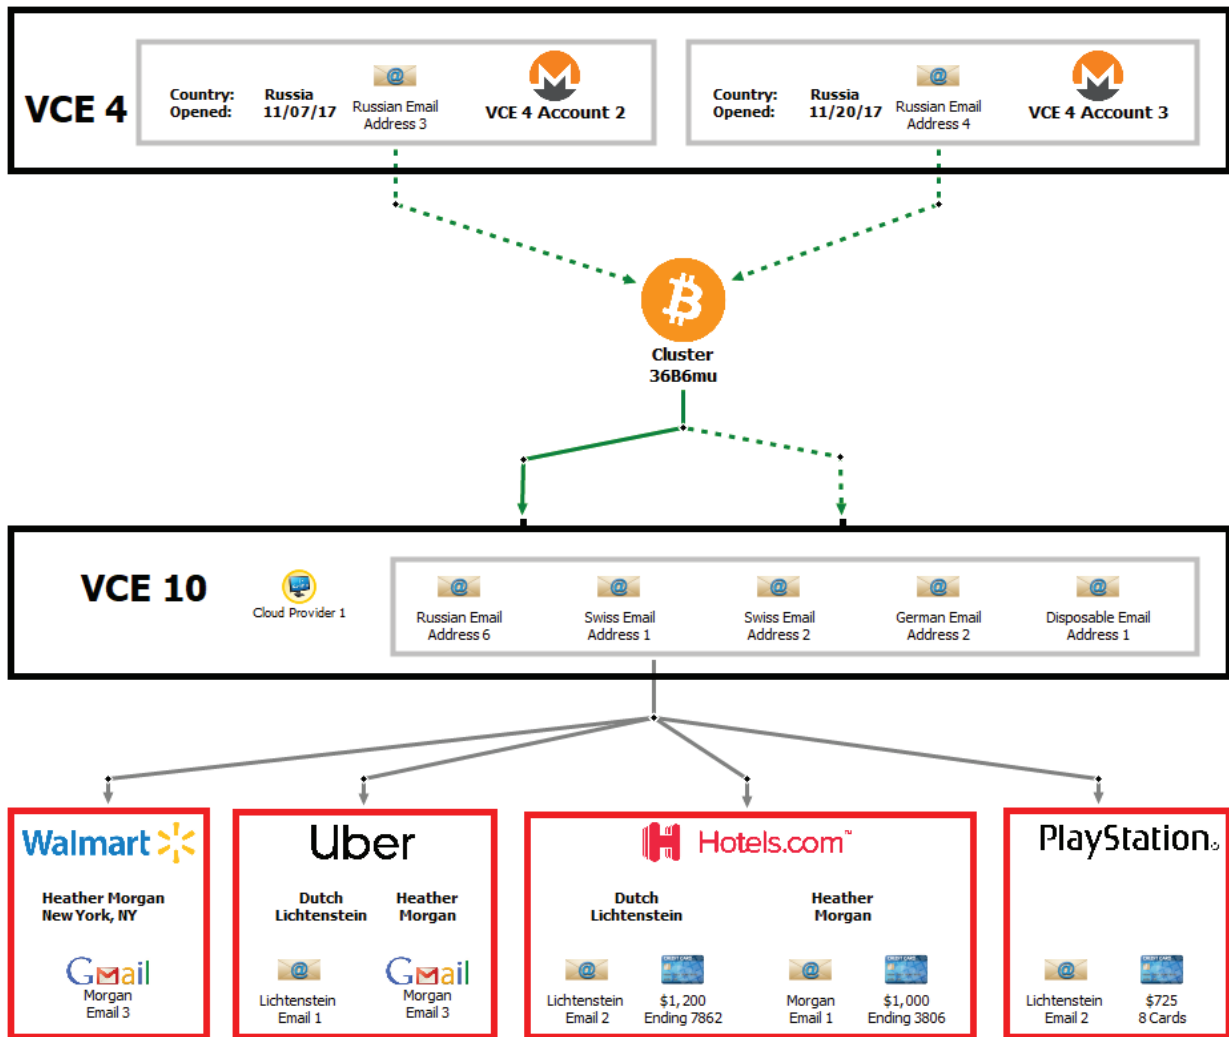 VCE 4
Country: Russia
Opened: 11/07/17
Russian Email
Address 3
VCE 4 Account 2
Country: Russia
Opened: 11/20/17
Russian Email
Address 4
VCE 4 Account 3
Cluster
36B6mu
VCE 10
Cloud Provider 1
Russian Email
Address 6
Swiss Email
Address 1
Swiss Email
Address 2
German Email
Address 2
Disposable Email
Address 1
Walmart
Heather Morgan
New York, NY
Gmail
Morgan
Email 3
Uber
Dutch
Lichtenstein
Heather
Morgan
Lichtenstein
Email 1
Gmail
Morgan
Email 3
Hotels.com™
Dutch
Lichtenstein
Heather
Morgan
Lichtenstein
Email 2
$1,200
Ending 7862
Morgan
Email 1
$1,000
Ending 3806
PlayStation
Lichtenstein
Email 2
$725
8 Cards